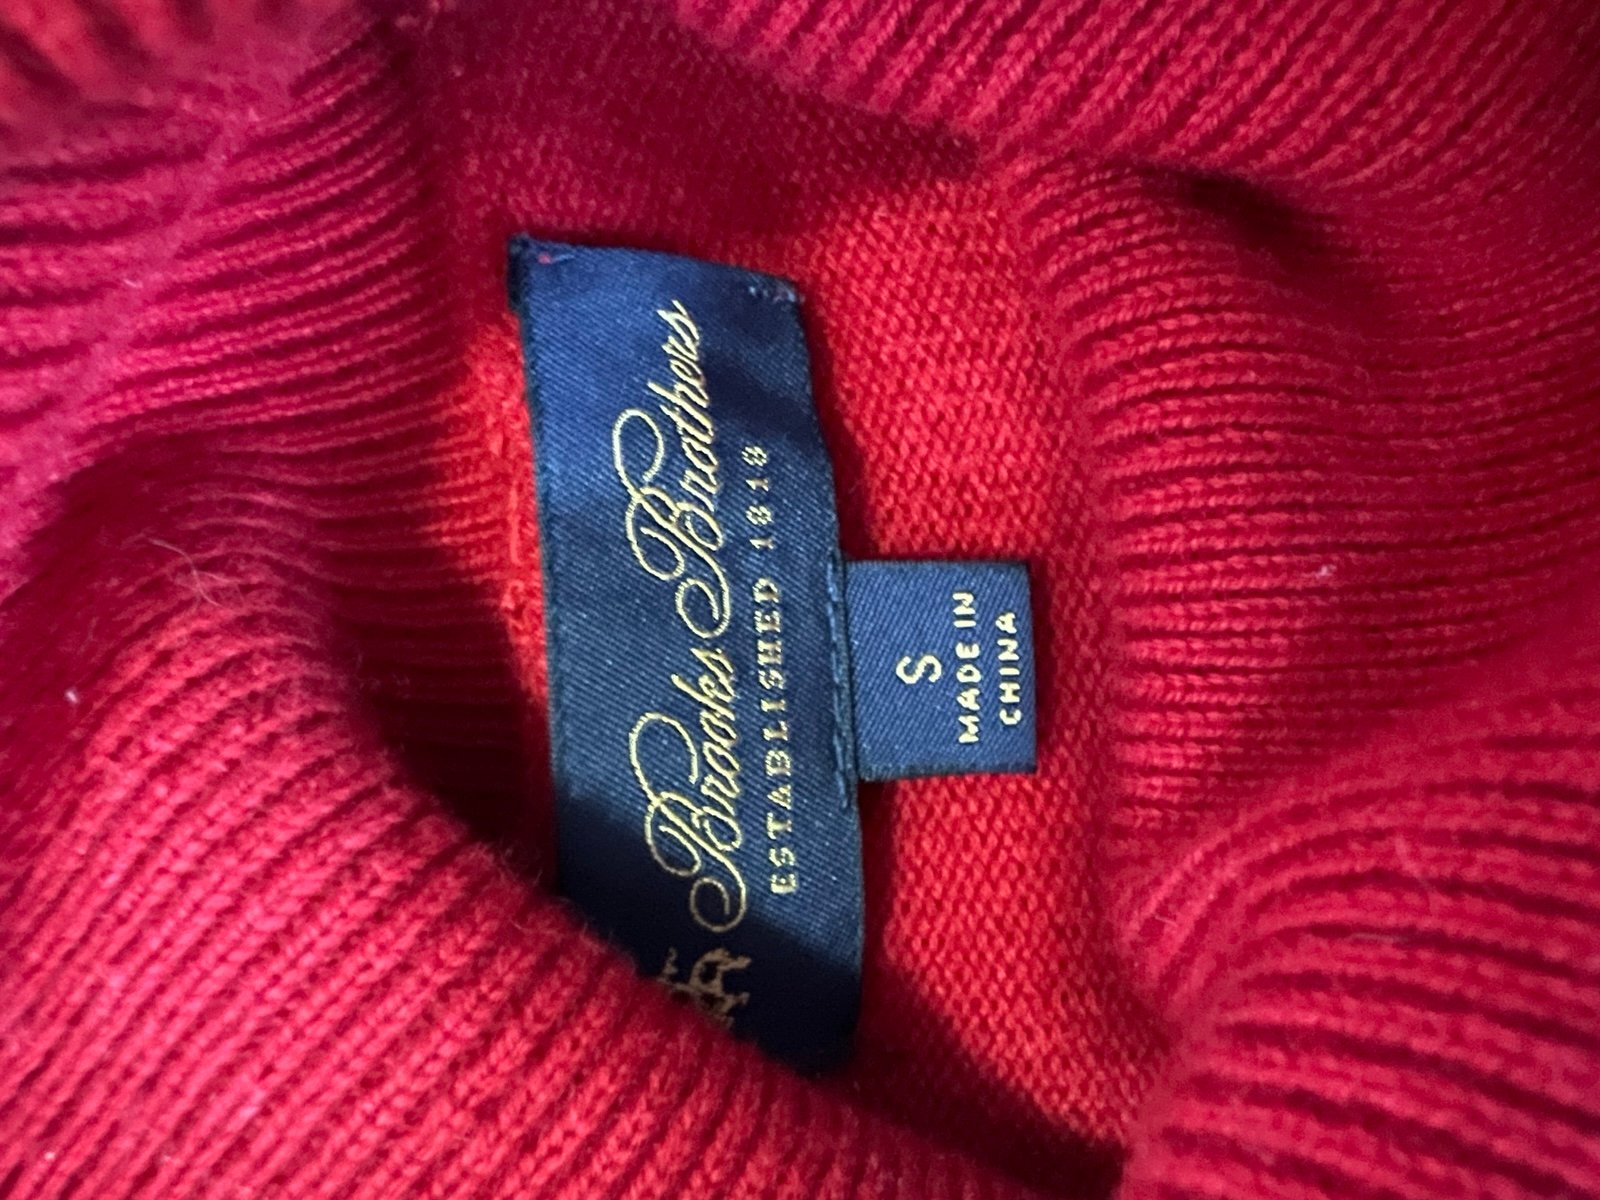 Brooks Brothers
ESTABLISHED 1818
S
MADE IN
CHINA